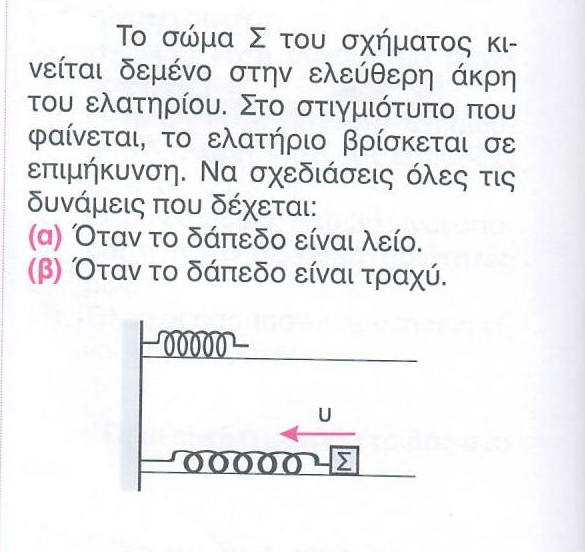 Το σώμα Σ του σχήματος κι-
νείται δεμένο στην ελεύθερη άκρη
του ελατηρίου. Στο στιγμιότυπο που
φαίνεται, το ελατήριο βρίσκεται σε
επιμήκυνση. Να σχεδιάσεις όλες τις
δυνάμεις που δέχεται:
(α) Όταν το δάπεδο είναι λείο.
(β) Όταν το δάπεδο είναι τραχύ.
υ
Σ